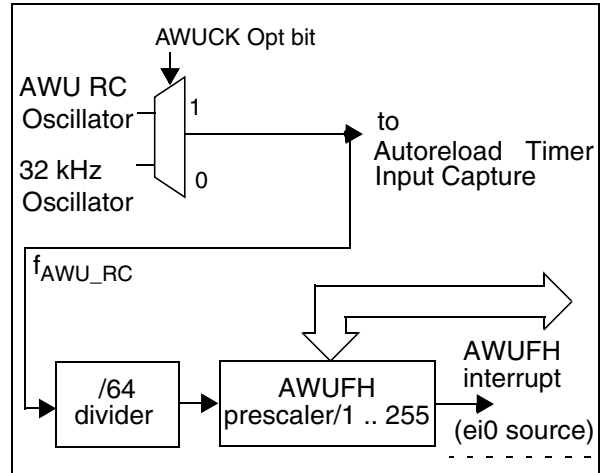 AWUCK Opt bit
AWU RC
Oscillator
1
to
Autoreload Timer
Input Capture
32 kHz
Oscillator
0
fAWU_RC
AWUFH
interrupt
(ei0 source)
/64
divider
AWUFH
prescaler/1 .. 255